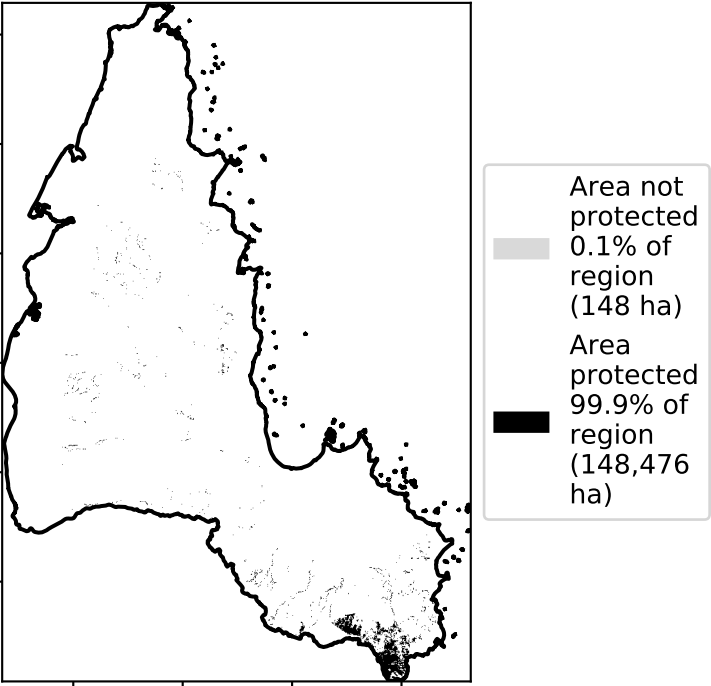 Area not
protected
0.1% of
region
(148 ha)
Area
protected
99.9% of
region
(148,476
ha)